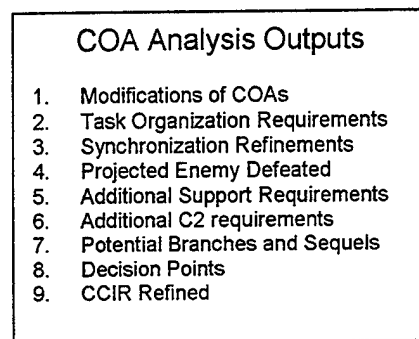 COA Analysis Outputs
1. Modifications of COAs
2. Task Organization Requirements
3. Synchronization Refinements
4. Projected Enemy Defeated
5. Additional Support Requirements
6. Additional C2 requirements
7. Potential Branches and Sequels
8. Decision Points
9. CCIR Refined